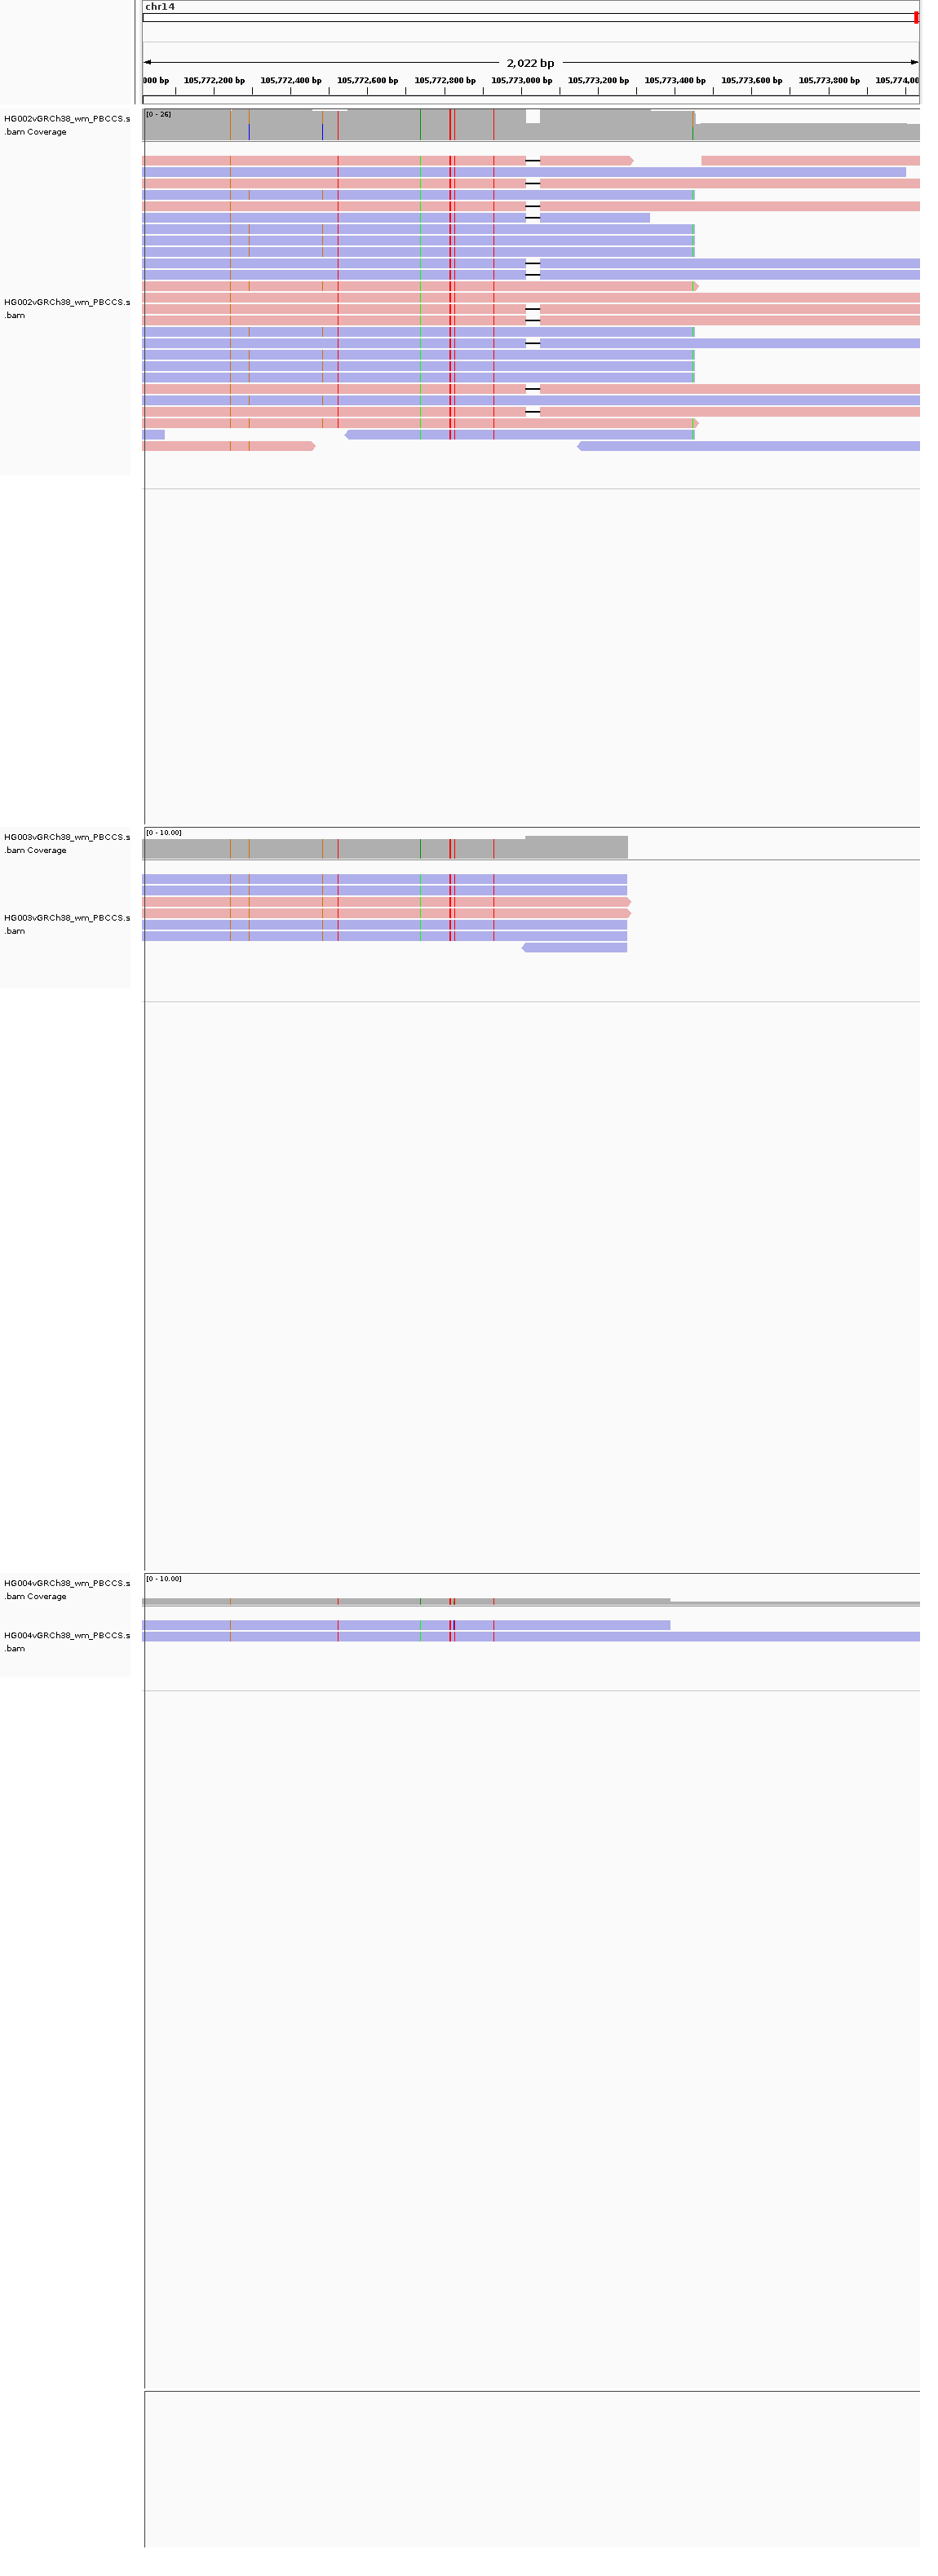 chr14
2,022 bp
000 bp 105,772,200 bp 105,772,400 bp 105,772,600 bp 105,772,800 bp 105,773,000 bp 105,773,200 bp 105,773,400 bp 105,773,600 bp 105,773,800 bp 105,774,00
HG002vGRCh38_wm_PBCCS.s
.bam Coverage
[0 - 26]
HG002vGRCh38_wm_PBCCS.s
.bam
HG003vGRCh38_wm_PBCCS.s
.bam Coverage
[0 - 10.00]
HG003vGRCh38_wm_PBCCS.s
.bam
HG004vGRCh38_wm_PBCCS.s
.bam Coverage
[0 - 10.00]
HG004vGRCh38_wm_PBCCS.s
.bam